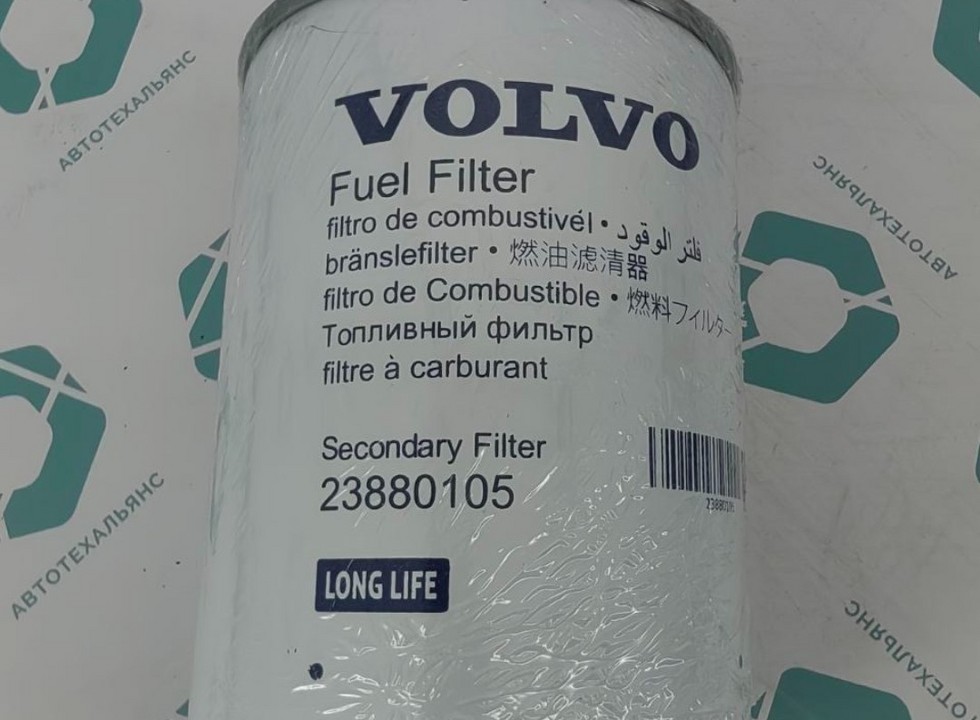 VOLVO
Fuel Filter
filtro de combustivél • فلتر الوقود
bränslefilter • 燃油滤清器
filtro de Combustible • 燃料フィルター
Топливный фильтр
filtre à carburant
Secondary Filter
23880105
23880105
LONG LIFE
АВТОТЕХАЛЬЯНС
АВТОТЕХАЛЬЯНС
АВТОТЕХАЛЬЯНС
АВТОТЕХАЛЬЯНС